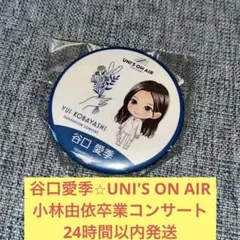 UNI'S ON AIR
YUI KOBAYASHI
谷口 愛季
谷口愛季☆UNI'S ON AIR
小林由依卒業コンサート
24時間以内発送